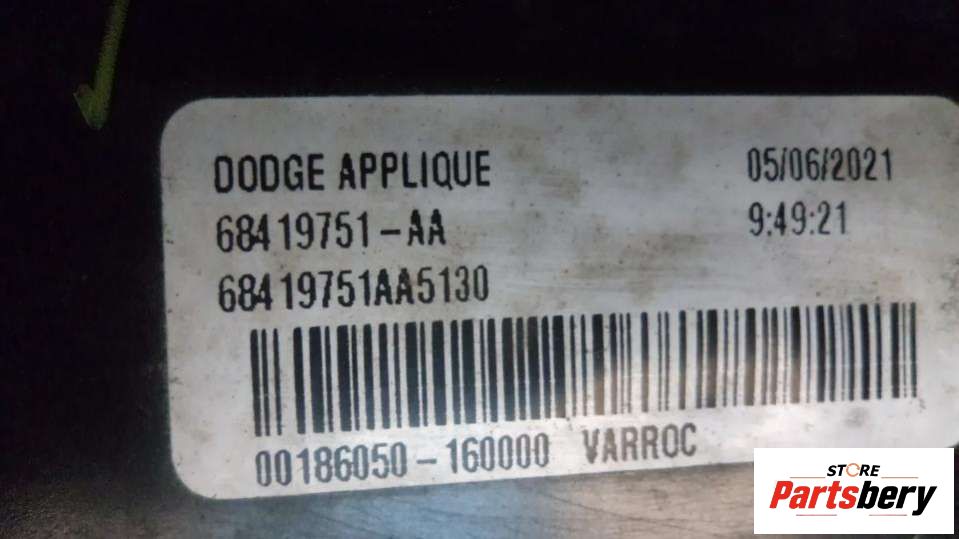 DODGE APPLIQUE 05/06/2021
68419751-AA 9:49:21
68419751AA5130
00186050-160000 VARROC
STORE
Partsbery